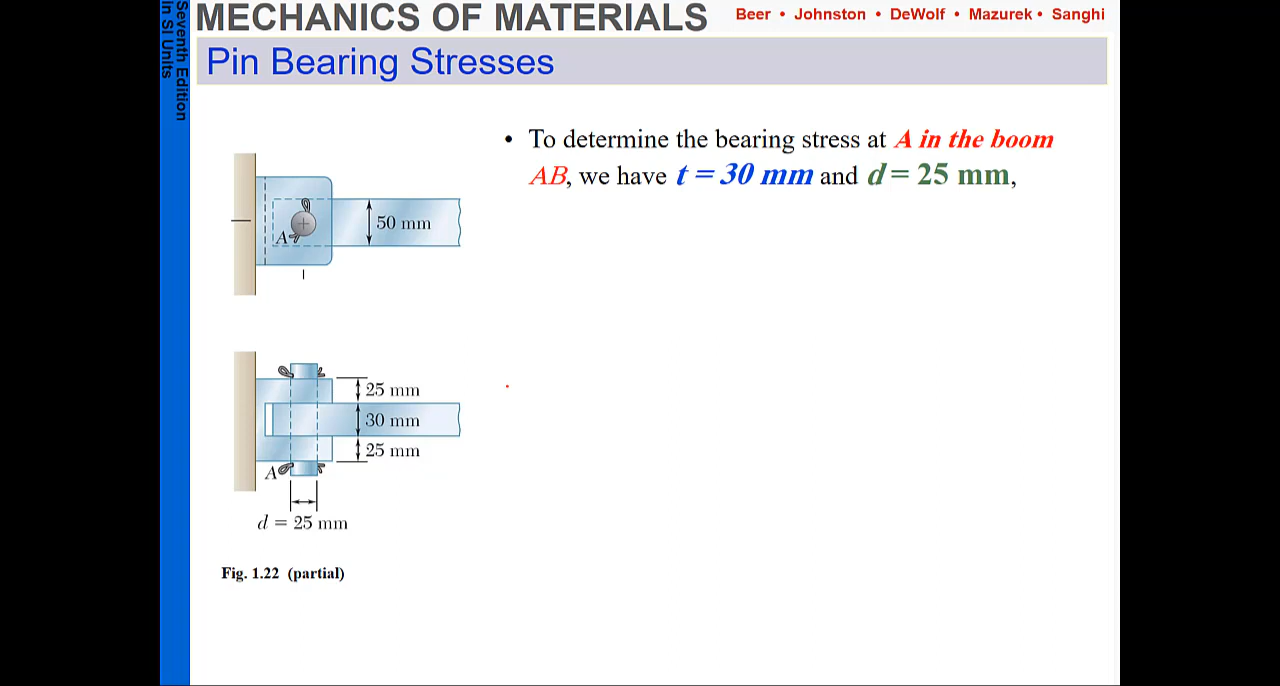 MECHANICS OF MATERIALS
Beer • Johnston • DeWolf • Mazurek • Sanghi
Seventh Edition
in SI Units
Pin Bearing Stresses
• To determine the bearing stress at A in the boom
AB, we have t = 30 mm and d = 25 mm,
50 mm
A
25 mm
30 mm
25 mm
A
d = 25 mm
Fig. 1.22 (partial)